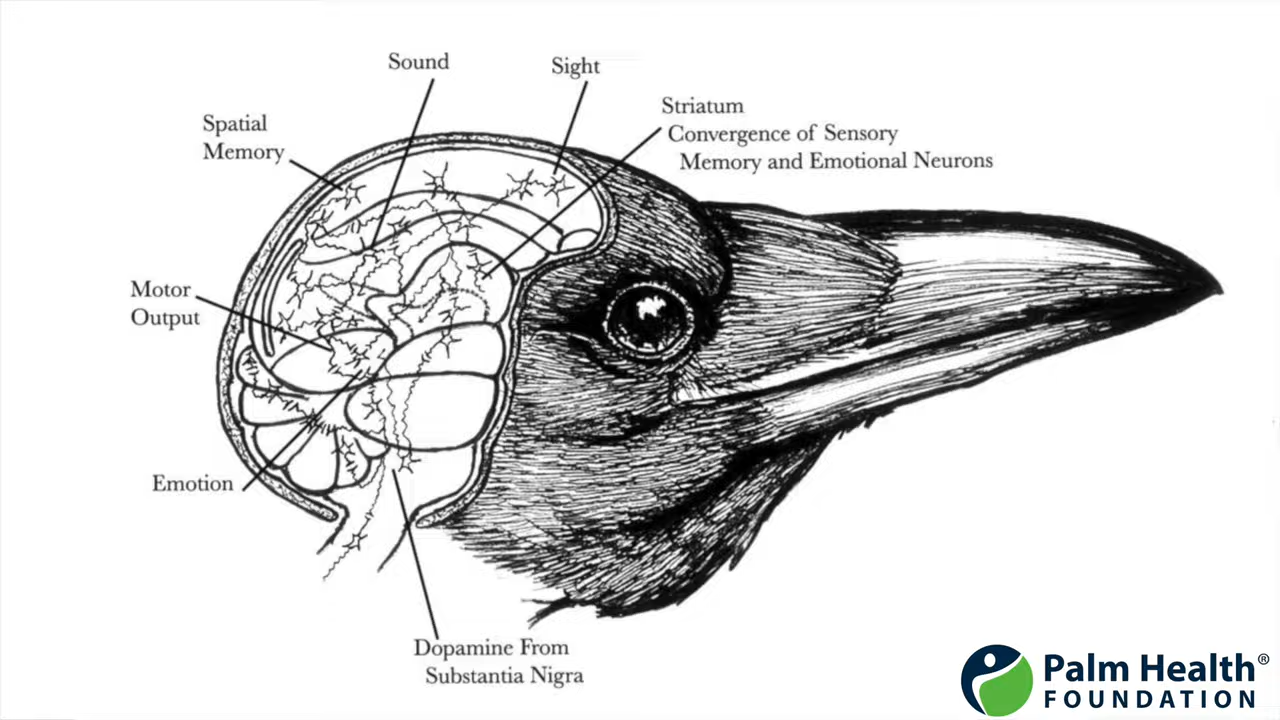 Sound
Sight
Spatial
Memory
Striatum
Convergence of Sensory
Memory and Emotional Neurons
Motor
Output
Emotion
Dopamine From
Substantia Nigra
Palm Health®
FOUNDATION